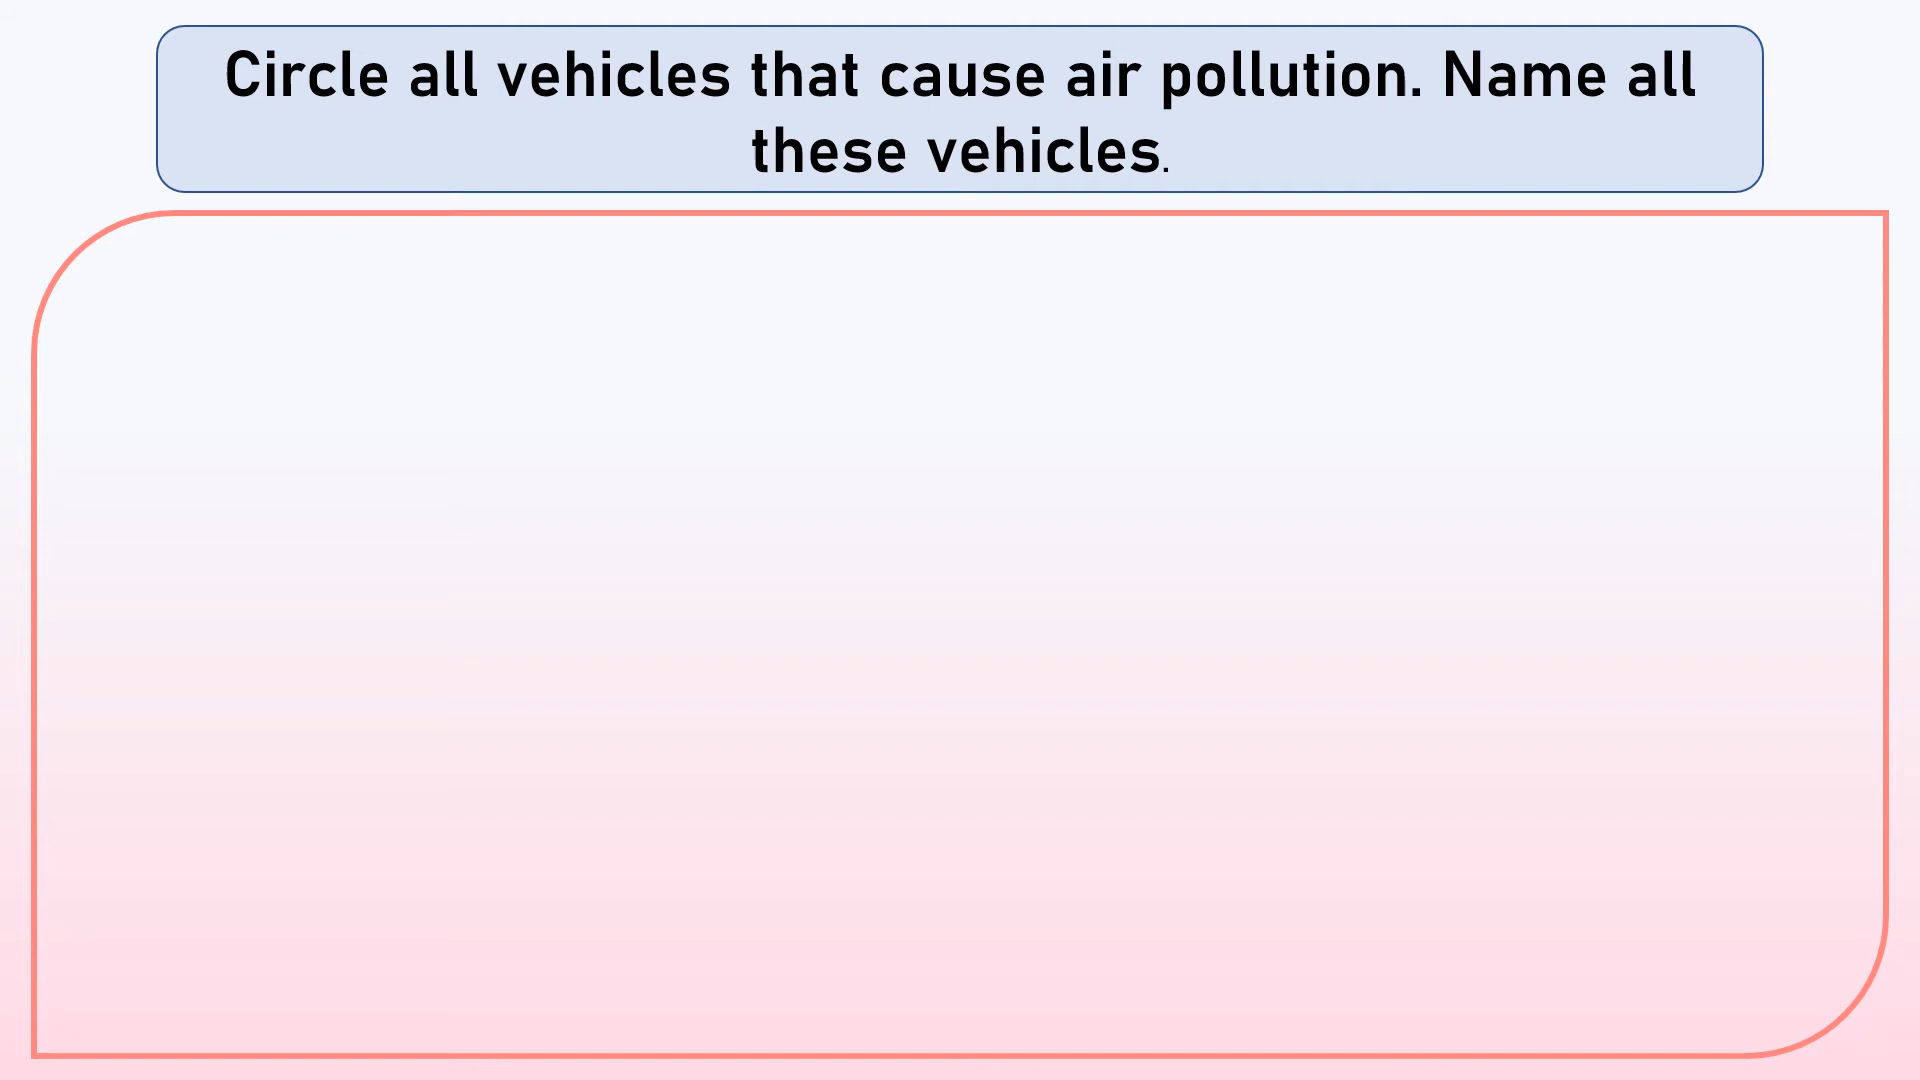 Circle all vehicles that cause air pollution. Name all
these vehicles.